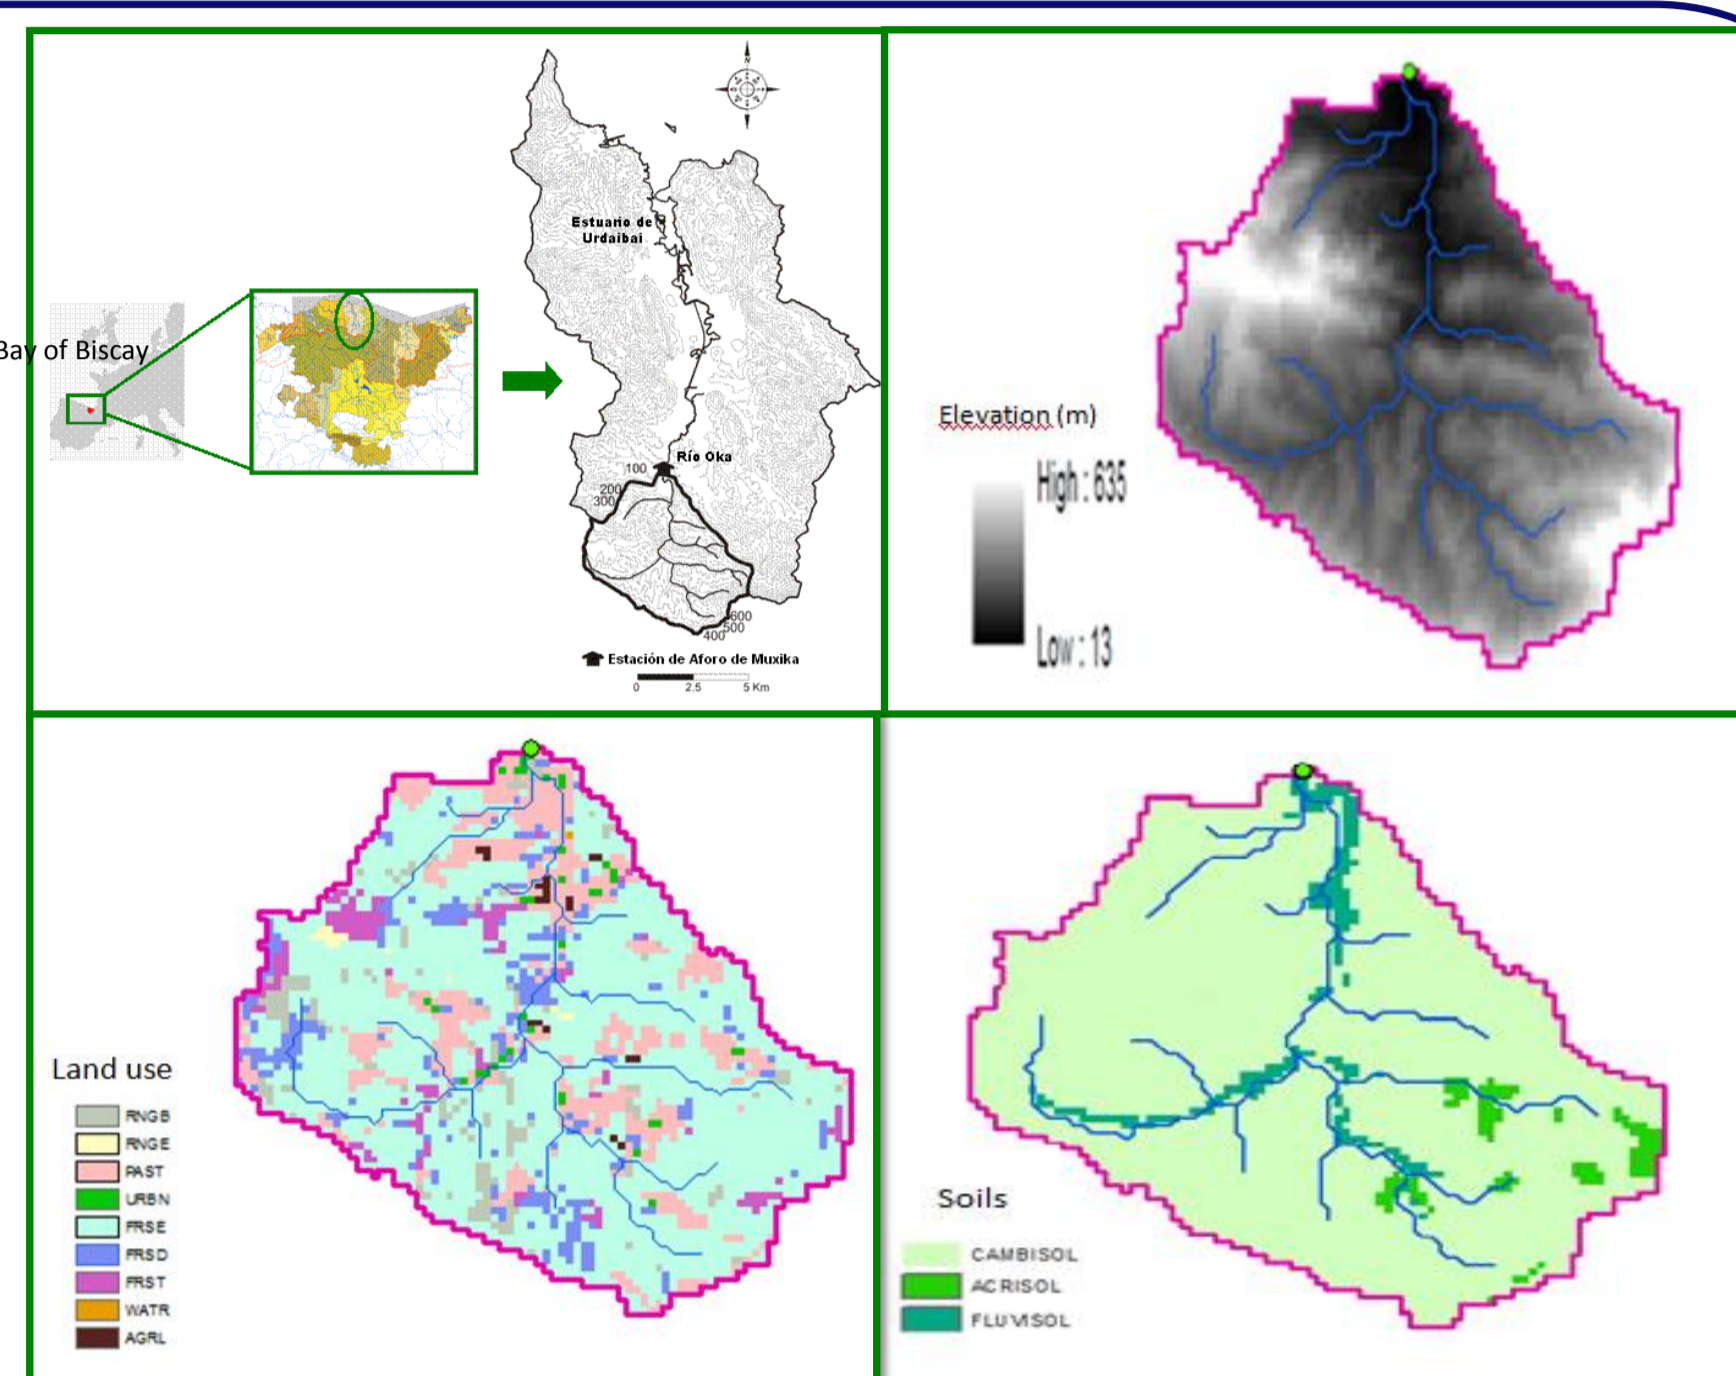 N
Estuario de
Urdaibai
Bay of Biscay
Río Oka
100
200
300
600
500
400
Estación de Aforo de Muxika
0 2.5 5 Km
Elevation (m)
High : 635
Low : 13
Land use
RNGB
RNGE
PAST
URBN
FRSE
FRSD
FRST
WATR
AGRL
Soils
CAMBISOL
ACRISOL
FLUVISOL